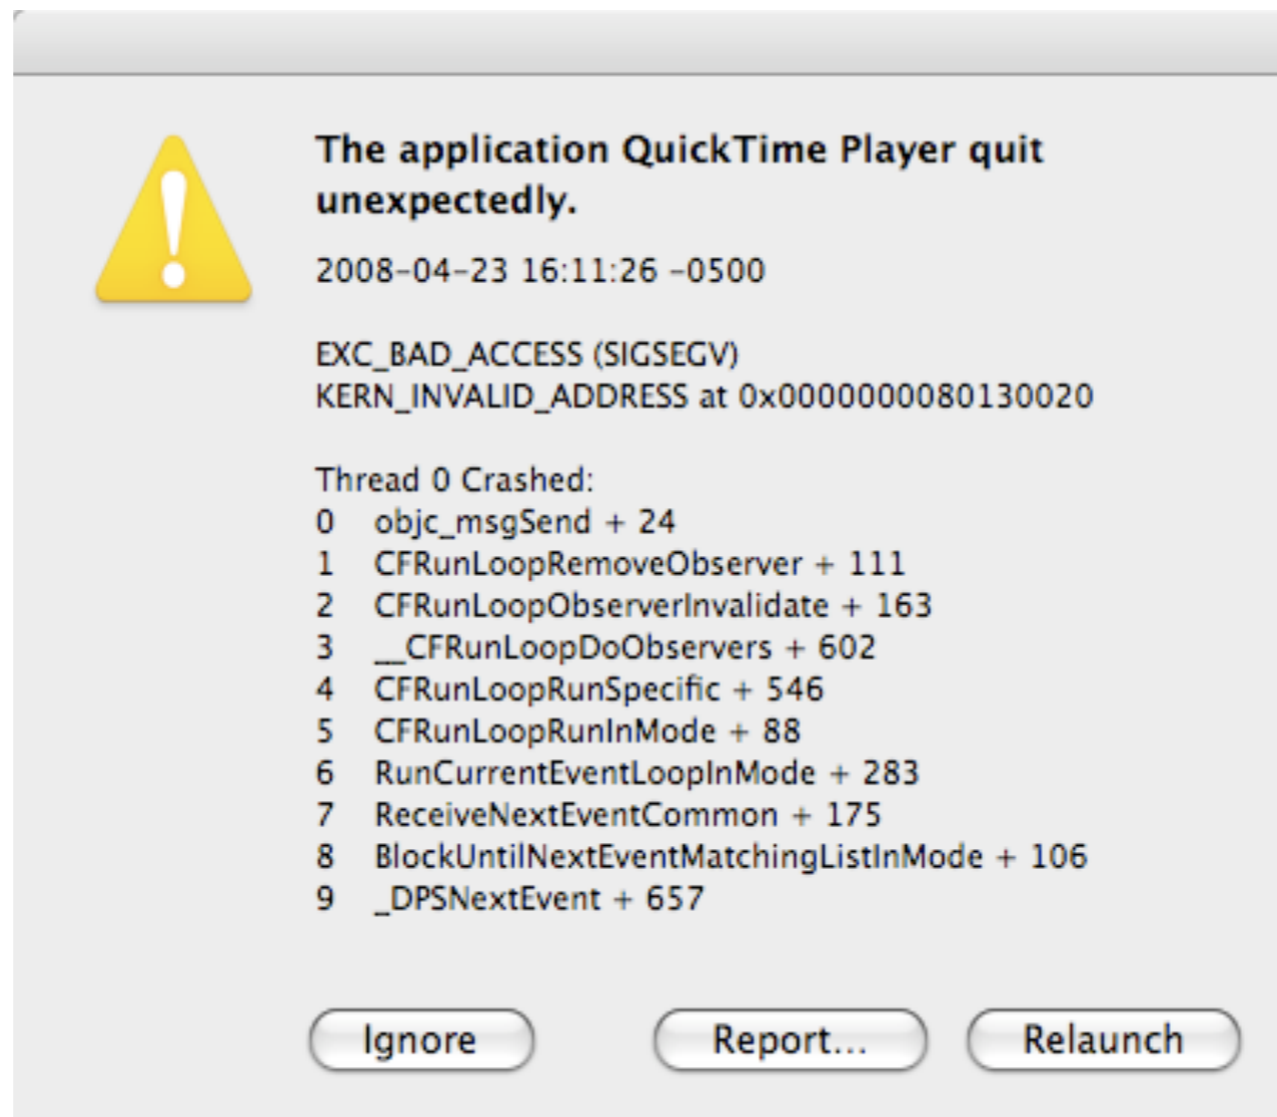 The application QuickTime Player quit
unexpectedly.
2008-04-23 16:11:26 -0500
EXC_BAD_ACCESS (SIGSEGV)
KERN_INVALID_ADDRESS at 0x0000000080130020
Thread 0 Crashed:
0 objc_msgSend + 24
1 CFRunLoopRemoveObserver + 111
2 CFRunLoopObserverInvalidate + 163
3 __CFRunLoopDoObservers + 602
4 CFRunLoopRunSpecific + 546
5 CFRunLoopRunInMode + 88
6 RunCurrentEventLoopInMode + 283
7 ReceiveNextEventCommon + 175
8 BlockUntilNextEventMatchingListInMode + 106
9 _DPSNextEvent + 657
Ignore Report... Relaunch